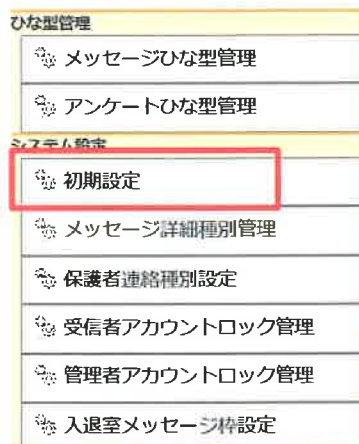 ひな型管理
メッセージひな型管理
アンケートひな型管理
システム設定
初期設定
メッセージ詳細種別管理
保護者連絡種別設定
受信者アカウントロック管理
管理者アカウントロック管理
入退室メッセージ枠設定